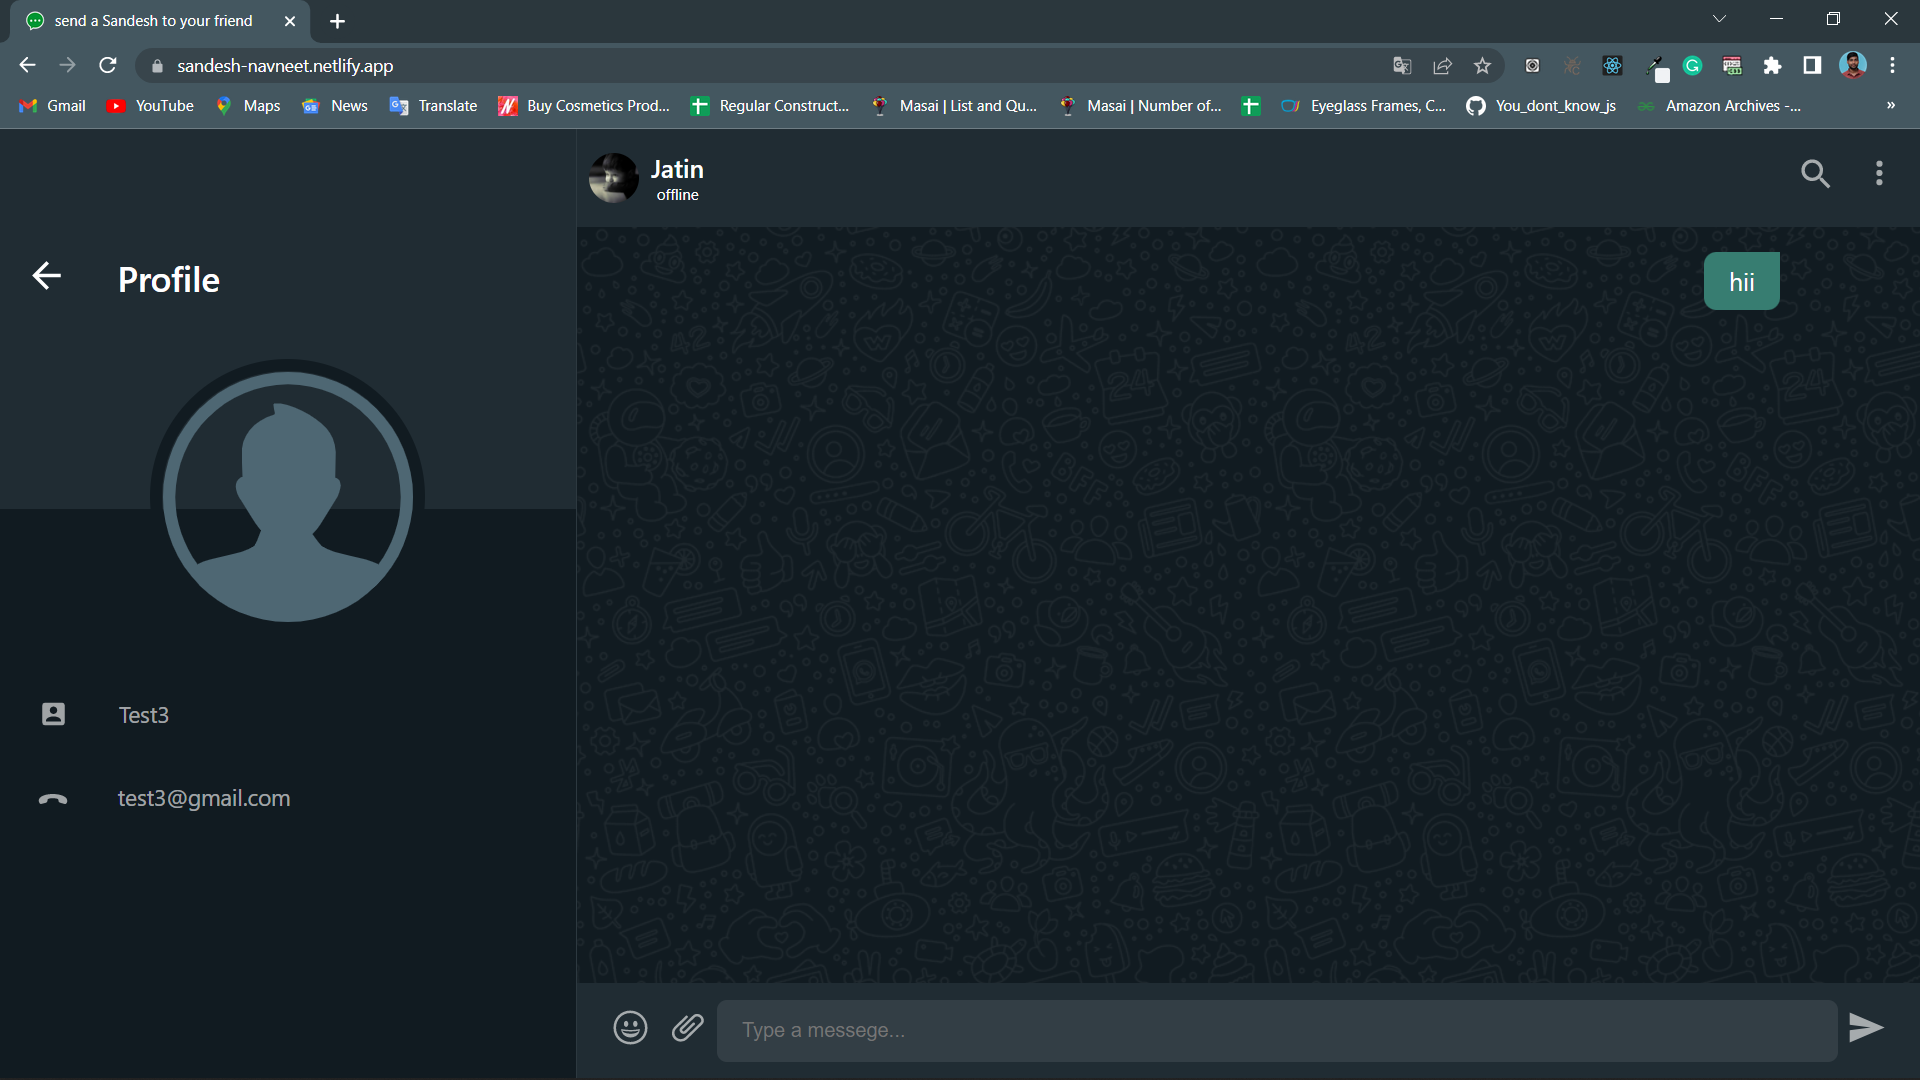 send a Sandesh to your friend
sandesh-navneet.netlify.app
Gmail YouTube Maps News Translate Buy Cosmetics Prod... Regular Construct... Masai | List and Qu... Masai | Number of... Eyeglass Frames, C... You_dont_know_js Amazon Archives -... »
Jatin
offline
Profile
hii
Test3
test3@gmail.com
Type a messege...